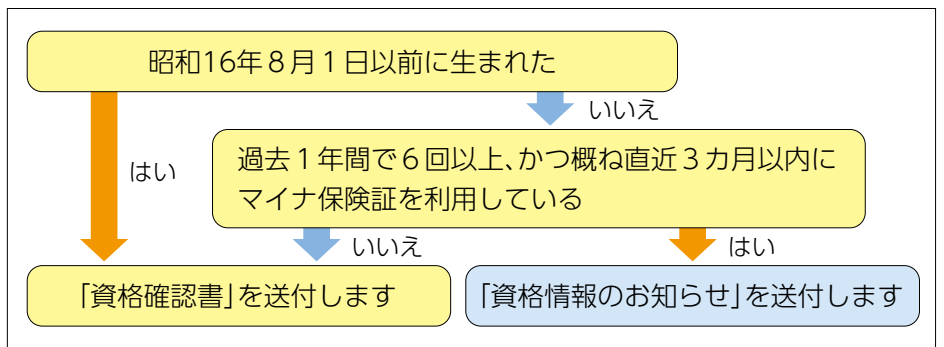 昭和16年8月1日以前に生まれた
いいえ
はい
過去1年間で6回以上、かつ概ね直近3カ月以内に
マイナ保険証を利用している
いいえ
はい
「資格確認書」を送付します
「資格情報のお知らせ」を送付します